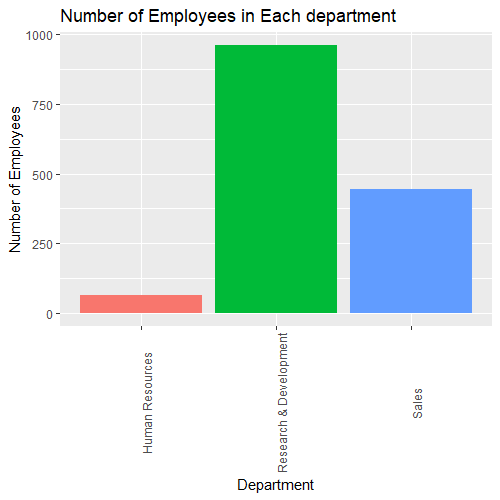 Number of Employees in Each department
Number of Employees
1000
750
500
250
0
Human Resources
Research & Development
Sales
Department